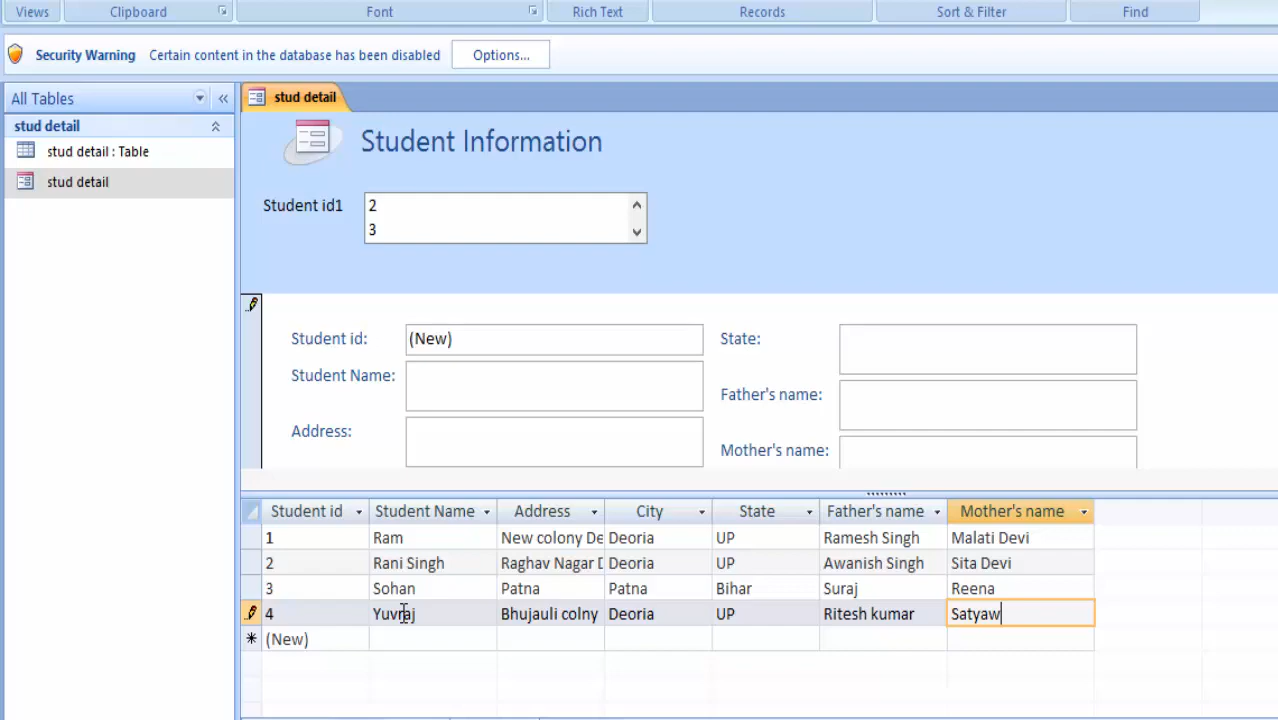 Views Clipboard Font Rich Text Records Sort & Filter Find
Security Warning Certain content in the database has been disabled Options...
All Tables
stud detail
stud detail : Table
stud detail
stud detail
Student Information
Student id1
2
3
Student id: (New)
Student Name:
Address:
State:
Father's name:
Mother's name:
Student id Student Name Address City State Father's name Mother's name
1 Ram New colony De Deoria UP Ramesh Singh Malati Devi
2 Rani Singh Raghav Nagar D Deoria UP Awanish Singh Sita Devi
3 Sohan Patna Patna Bihar Suraj Reena
4 Yuvraj Bhujauli colny Deoria UP Ritesh kumar Satyaw
(New)